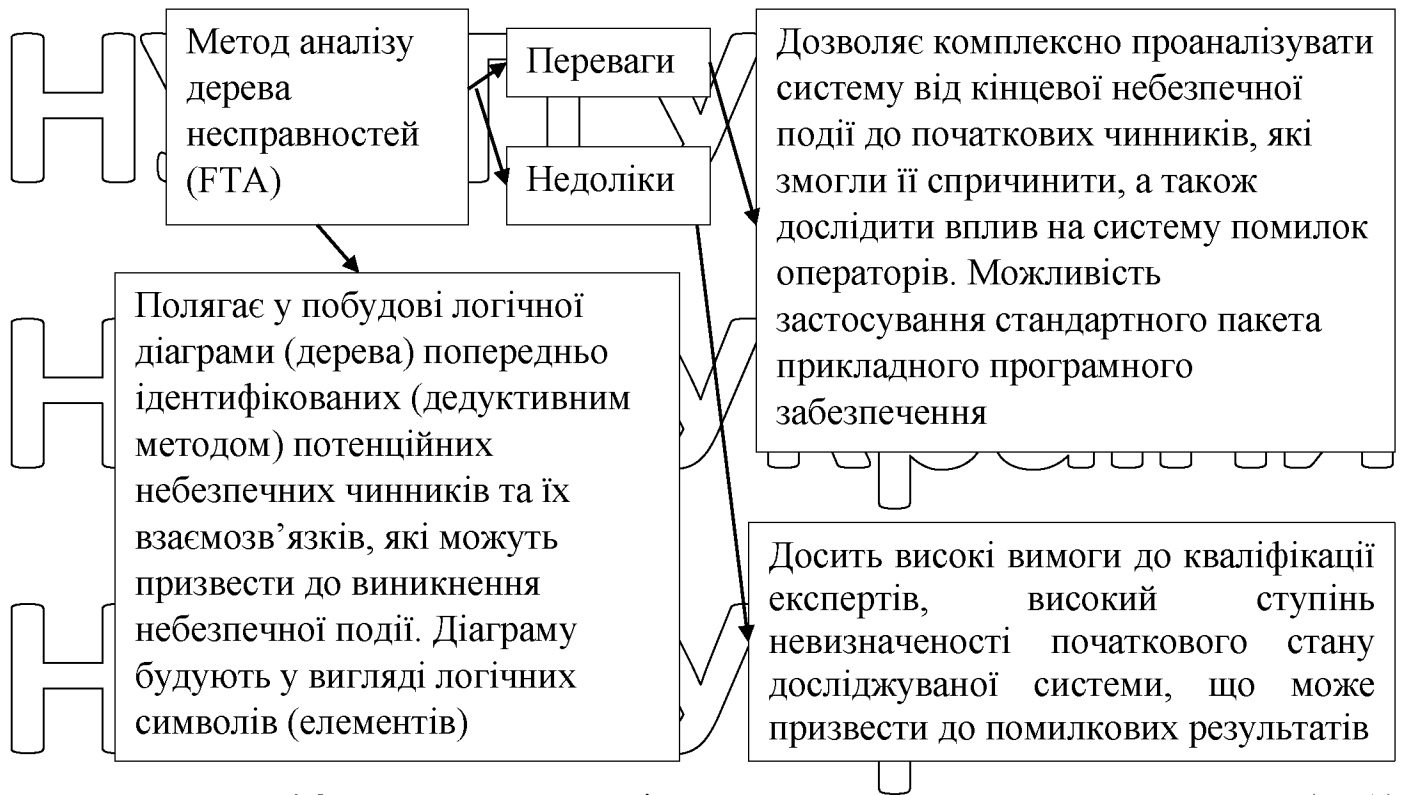 Метод аналізу
дерева
несправностей
(FTA)
Переваги
Недоліки
Дозволяє комплексно проаналізувати
систему від кінцевої небезпечної
події до початкових чинників, які
змогли її спричинити, а також
дослідити вплив на систему помилок
операторів. Можливість
застосування стандартного пакета
прикладного програмного
забезпечення
Полягає у побудові логічної
діаграми (дерева) попередньо
ідентифікованих (дедуктивним
методом) потенційних
небезпечних чинників та їх
взаємозв’язків, які можуть
призвести до виникнення
небезпечної події. Діаграму
будують у вигляді логічних
символів (елементів)
Досить високі вимоги до кваліфікації
експертів, високий ступінь
невизначеності початкового стану
досліджуваної системи, що може
призвести до помилкових результатів